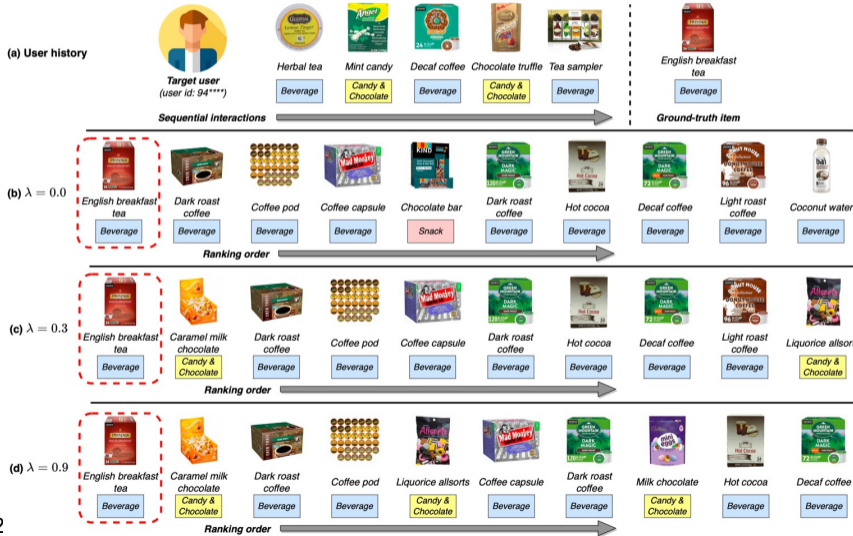 (a) User history
Target user
(user id: 94****)
Herbal tea
Mint candy
Decaf coffee
Chocolate truffle
Tea sampler
English breakfast
tea
Beverage
Candy &
Chocolate
Beverage
Candy &
Chocolate
Beverage
Beverage
Sequential interactions
Ground-truth item
(b) λ = 0.0
English breakfast
tea
Dark roast
coffee
Coffee pod
Coffee capsule
Chocolate bar
Dark roast
coffee
Hot cocoa
Decaf coffee
Light roast
coffee
Coconut water
Beverage
Beverage
Beverage
Beverage
Snack
Beverage
Beverage
Beverage
Beverage
Beverage
Ranking order
(c) λ = 0.3
English breakfast
tea
Caramel milk
chocolate
Dark roast
coffee
Coffee pod
Coffee capsule
Dark roast
coffee
Hot cocoa
Decaf coffee
Light roast
coffee
Liquorice allsor
Beverage
Candy &
Chocolate
Beverage
Beverage
Beverage
Beverage
Beverage
Beverage
Beverage
Candy &
Chocolate
Ranking order
(d) λ = 0.9
English breakfast
tea
Caramel milk
chocolate
Dark roast
coffee
Coffee pod
Liquorice allsorts
Coffee capsule
Dark roast
coffee
Milk chocolate
Hot cocoa
Decaf coffee
Beverage
Candy &
Chocolate
Beverage
Beverage
Candy &
Chocolate
Beverage
Beverage
Candy &
Chocolate
Beverage
Beverage
Ranking order